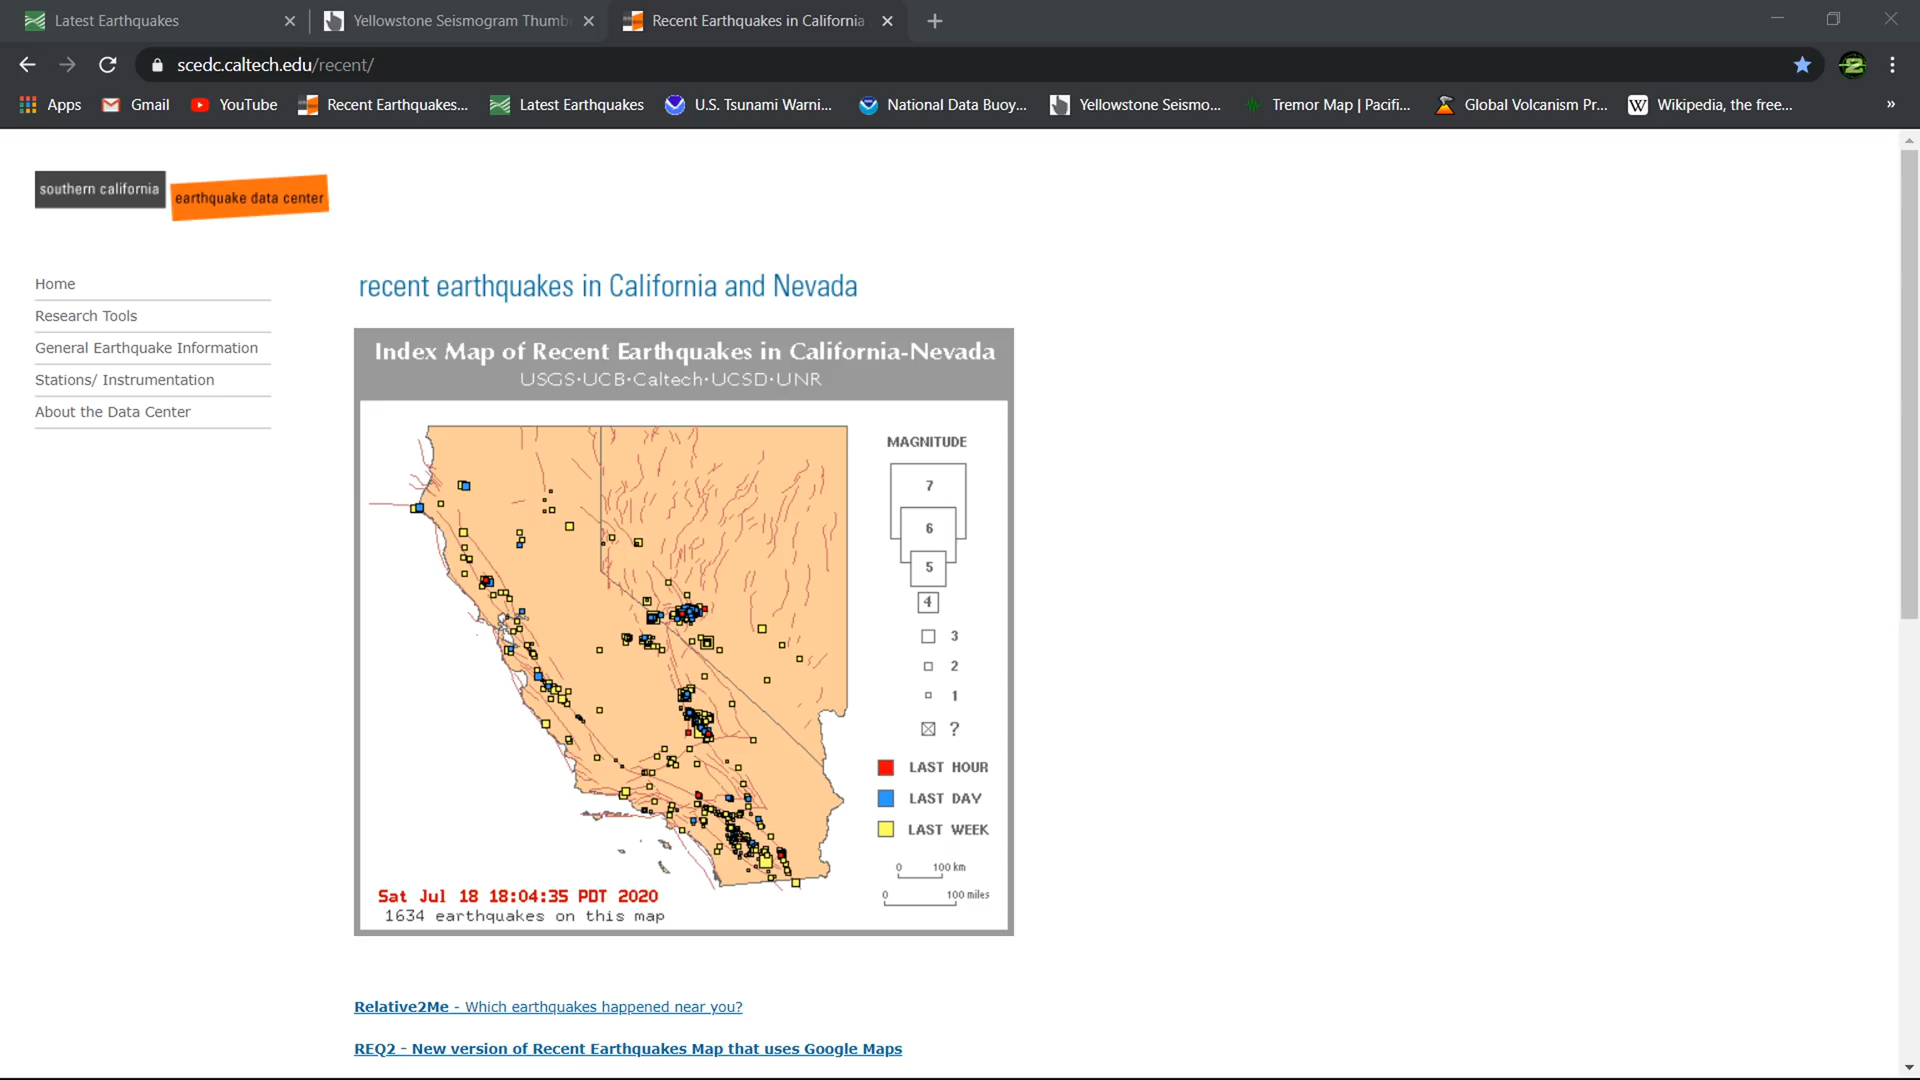 Latest Earthquakes
Yellowstone Seismogram Thumb
Recent Earthquakes in California
scedc.caltech.edu/recent/
Apps
Gmail
YouTube
Recent Earthquakes...
Latest Earthquakes
U.S. Tsunami Warni...
National Data Buoy...
Yellowstone Seismo...
Tremor Map | Pacifi...
Global Volcanism Pr...
W
Wikipedia, the free...
»
southern california
earthquake data center
Home
Research Tools
General Earthquake Information
Stations/ Instrumentation
About the Data Center
recent earthquakes in California and Nevada
Index Map of Recent Earthquakes in California-Nevada
USGS·UCB·Caltech·UCSD·UNR
MAGNITUDE
7
6
5
4
3
2
1
?
LAST HOUR
LAST DAY
LAST WEEK
0 100 km
0 100 miles
Sat Jul 18 18:04:35 PDT 2020
1634 earthquakes on this map
Relative2Me - Which earthquakes happened near you?
REQ2 - New version of Recent Earthquakes Map that uses Google Maps